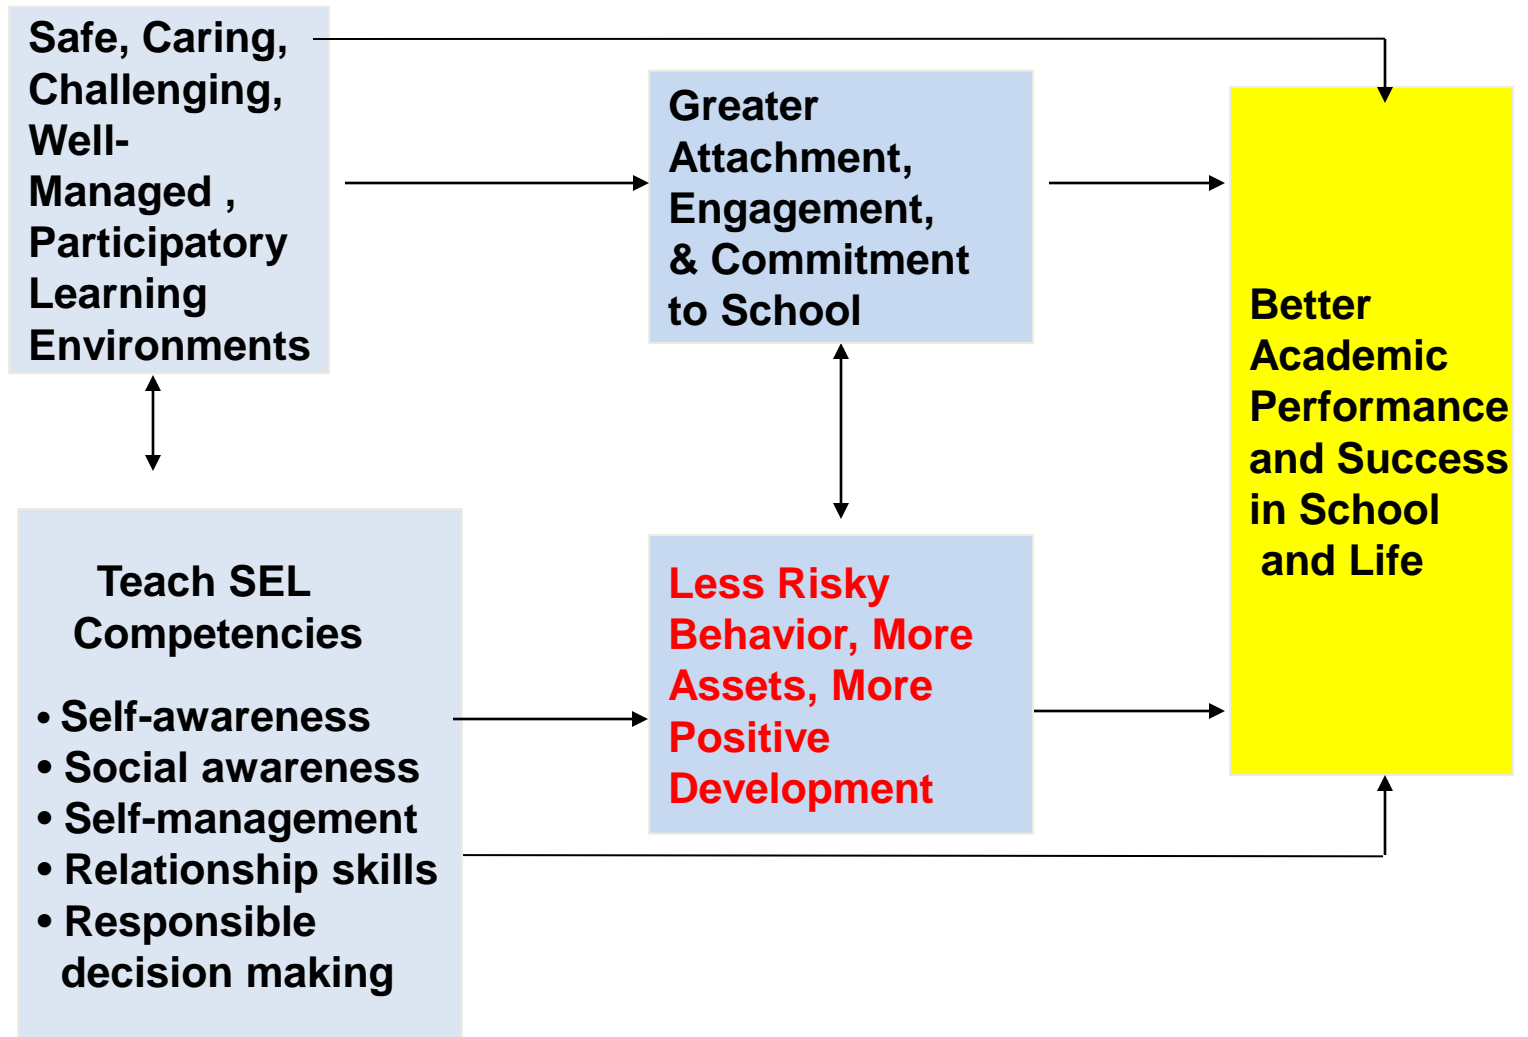 Safe, Caring,
Challenging,
Well-
Managed ,
Participatory
Learning
Environments
Greater
Attachment,
Engagement,
& Commitment
to School
Better
Academic
Performance
and Success
in School
and Life
Teach SEL
Competencies
• Self-awareness
• Social awareness
• Self-management
• Relationship skills
• Responsible
decision making
Less Risky
Behavior, More
Assets, More
Positive
Development